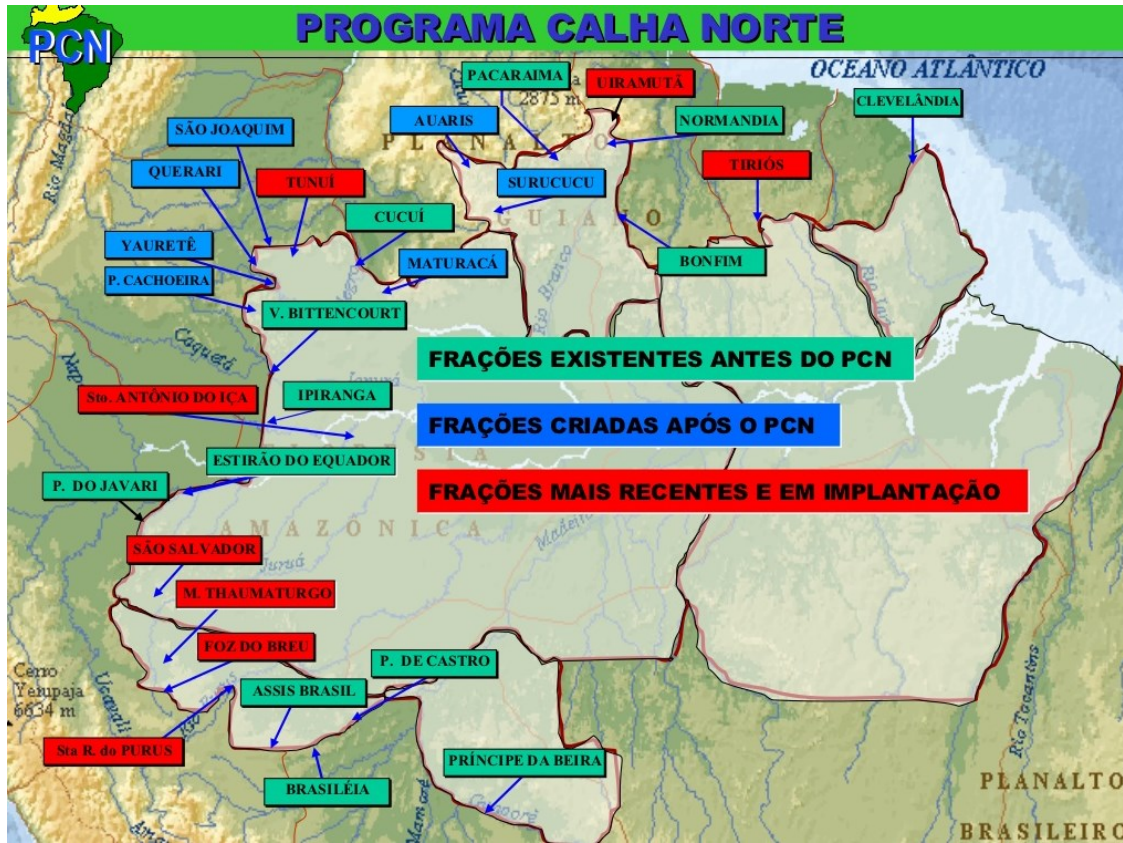 PCN
PROGRAMA CALHA NORTE
OCEANO ATLÂNTICO
PACARAIMA
UIRAMUTÃ
2875 m
CLEVELÂNDIA
SÃO JOAQUIM
AUARIS
NORMANDIA
PLANALTO
QUERARI
TUNUÍ
SURUCUCU
TIRIÓS
CUCUÍ
GUIANO
YAURETÊ
MATURACÁ
BONFIM
P. CACHOEIRA
Rio Branco
V. BITTENCOURT
Caquetá
FRAÇÕES EXISTENTES ANTES DO PCN
Sto. ANTÔNIO DO IÇA
IPIRANGA
FRAÇÕES CRIADAS APÓS O PCN
ESTIRÃO DO EQUADOR
P. DO JAVARI
FRAÇÕES MAIS RECENTES E EM IMPLANTAÇÃO
AMAZÔNICA
SÃO SALVADOR
Juruá
M. THAUMATURGO
FOZ DO BREU
P. DE CASTRO
Cerro
Yerupaja
6634 m
Ucayali
ASSIS BRASIL
Rio Tocantins
Sta R. do PURUS
PRÍNCIPE DA BEIRA
BRASILÉIA
Mamoré
PLANALTO
BRASILEIRO